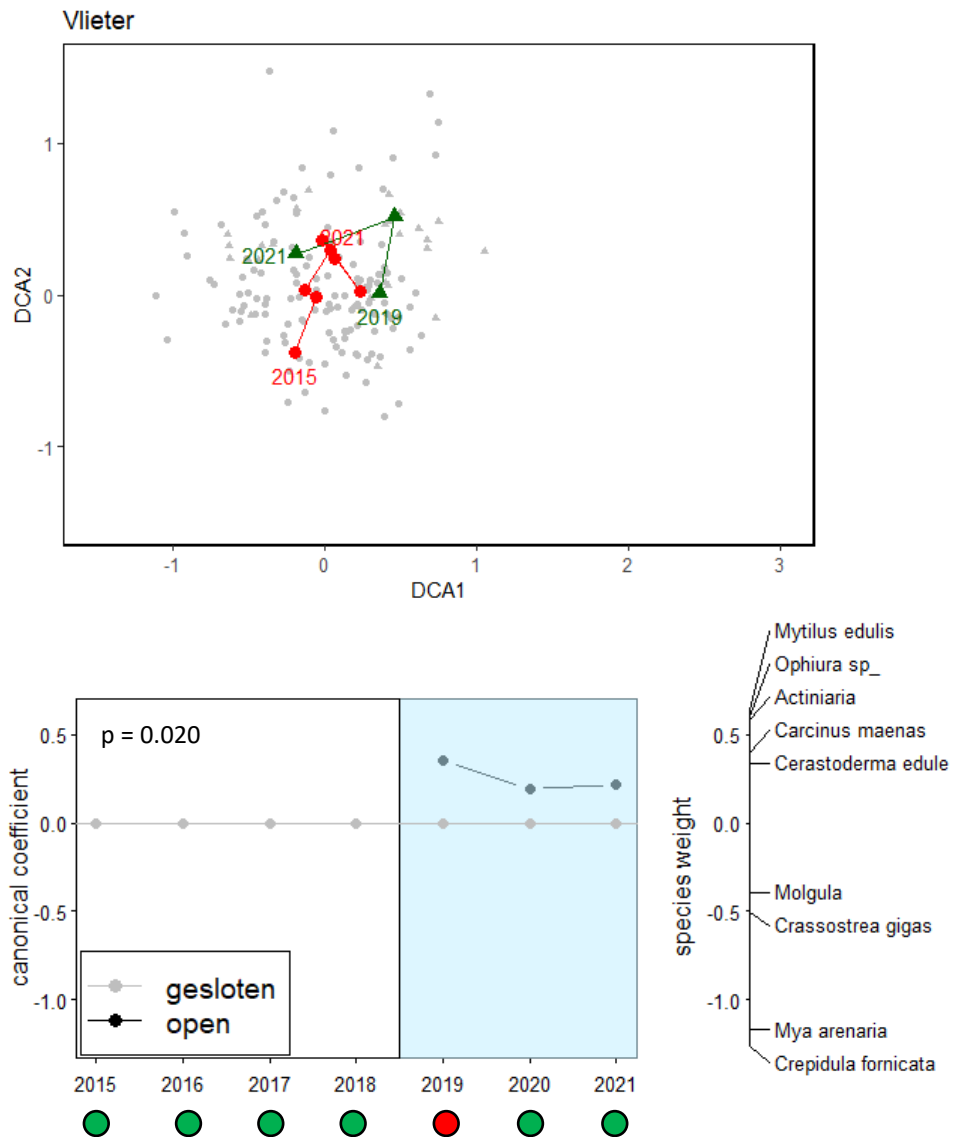 Vlieter
DCA2
1
0
-1
2021
2021
2019
2015
-1
0
1
2
3
DCA1
canonical coefficient
0.5
0.0
-0.5
-1.0
p = 0.020
gesloten
open
2015
2016
2017
2018
2019
2020
2021
species weight
0.5
0.0
-0.5
-1.0
Mytilus edulis
Ophiura sp_
Actiniaria
Carcinus maenas
Cerastoderma edule
Molgula
Crassostrea gigas
Mya arenaria
Crepidula fornicata